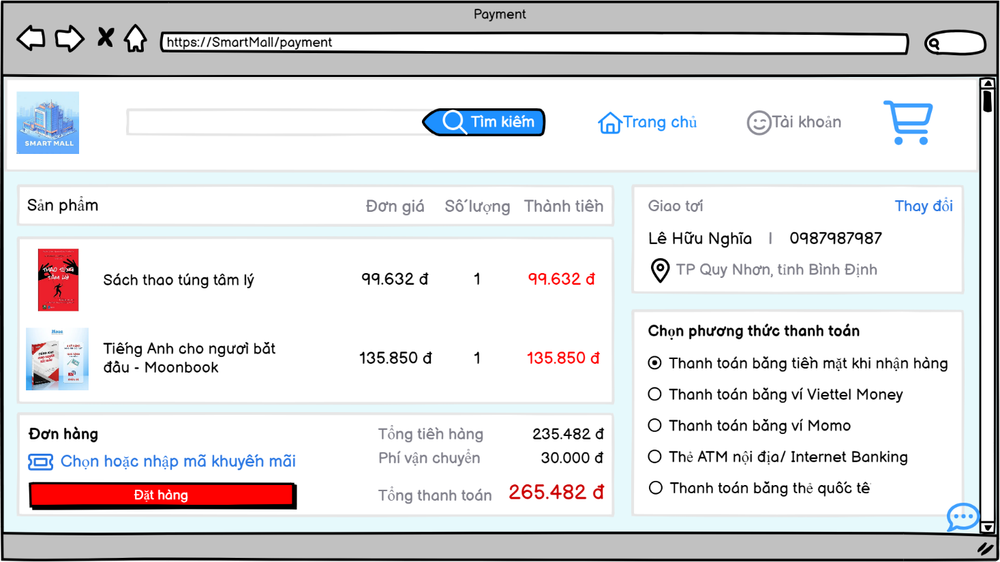 Payment
https://SmartMall/payment
SMART MALL
Tìm kiếm
Trang chủ
Tài khoản
Sản phẩm
Đơn giá
Số lượng
Thành tiền
THAO TÚNG
TÂM LÝ
Sách thao túng tâm lý
99.632 đ
1
99.632 đ
Tiếng Anh cho người bắt
đầu - Moonbook
135.850 đ
1
135.850 đ
Đơn hàng
Chọn hoặc nhập mã khuyến mãi
Đặt hàng
Tổng tiền hàng
235.482 đ
Phí vận chuyển
30.000 đ
Tổng thanh toán
265.482 đ
Giao tới
Thay đổi
Lê Hữu Nghĩa | 0987987987
TP Quy Nhơn, tỉnh Bình Định
Chọn phương thức thanh toán
Thanh toán bằng tiền mặt khi nhận hàng
Thanh toán bằng ví Viettel Money
Thanh toán bằng ví Momo
Thẻ ATM nội địa/ Internet Banking
Thanh toán bằng thẻ quốc tế